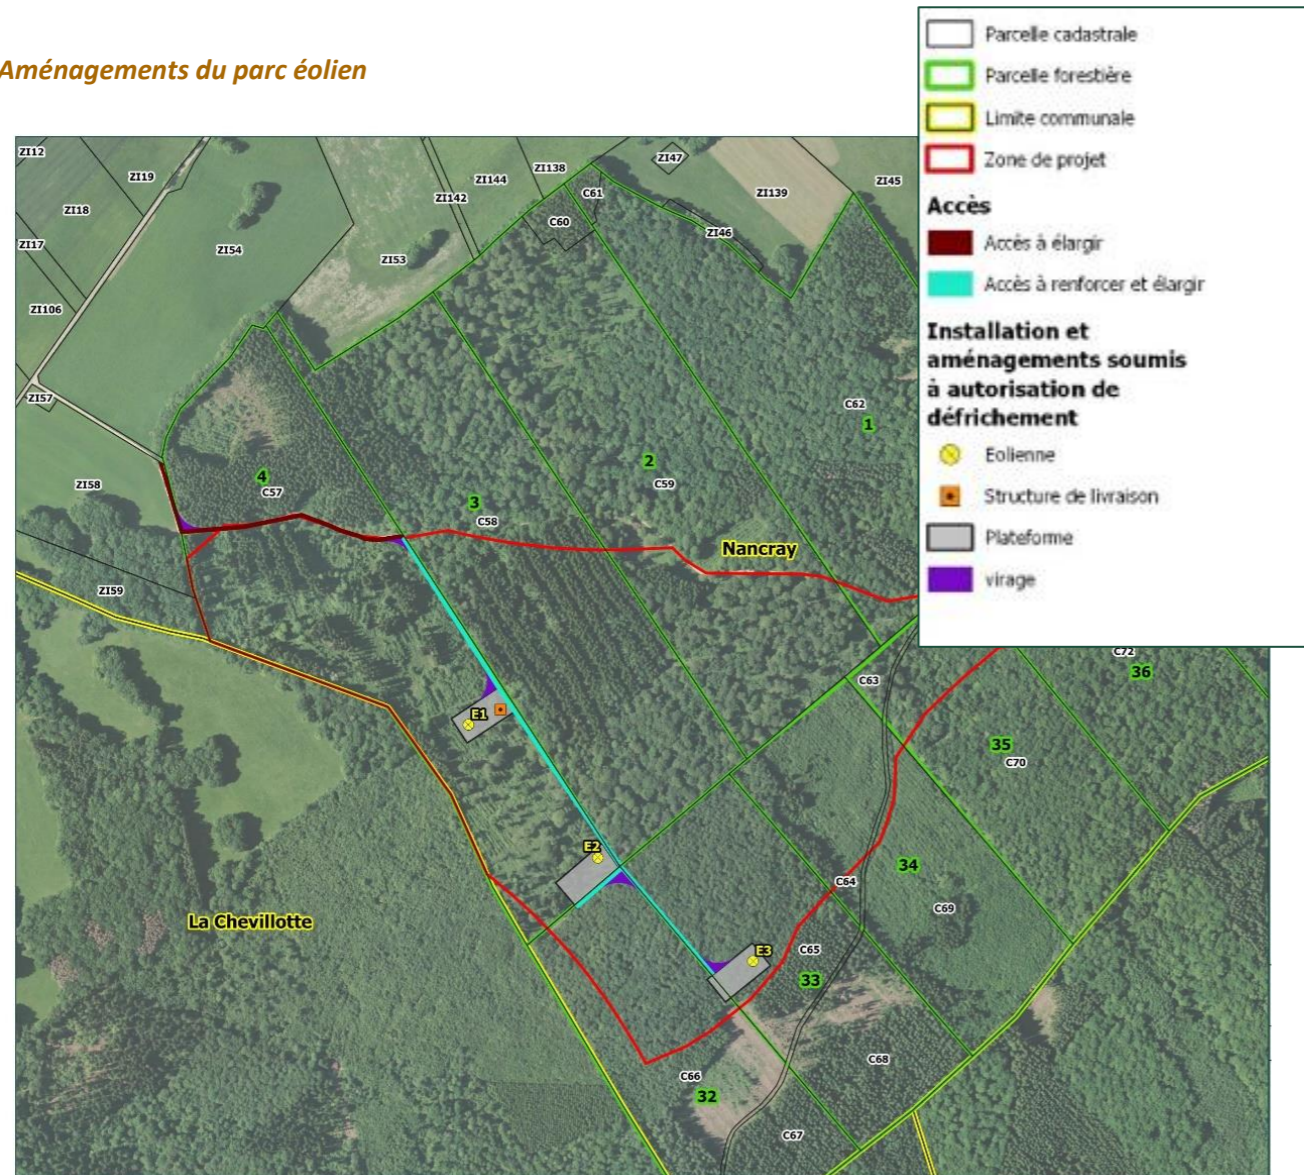 Aménagements du parc éolien
Parcelle cadastrale
Parcelle forestière
Limite communale
Zone de projet
Accès
Accès à élargir
Accès à renforcer et élargir
Installation et
aménagements soumis
à autorisation de
défrichement
Eolienne
Structure de livraison
Plateforme
virage
ZI12
ZI19
ZI18
ZI17
ZI54
ZI106
ZI57
ZI58
ZI59
ZI53
ZI142
ZI144
ZI138
ZI47
ZI139
ZI45
C61
C60
ZI46
C62
1
2
C59
3
C58
4
C57
Nancray
C72
36
C63
35
C70
E1
E2
E3
34
C64
C69
C65
33
La Chevillotte
C68
C66
32
C67